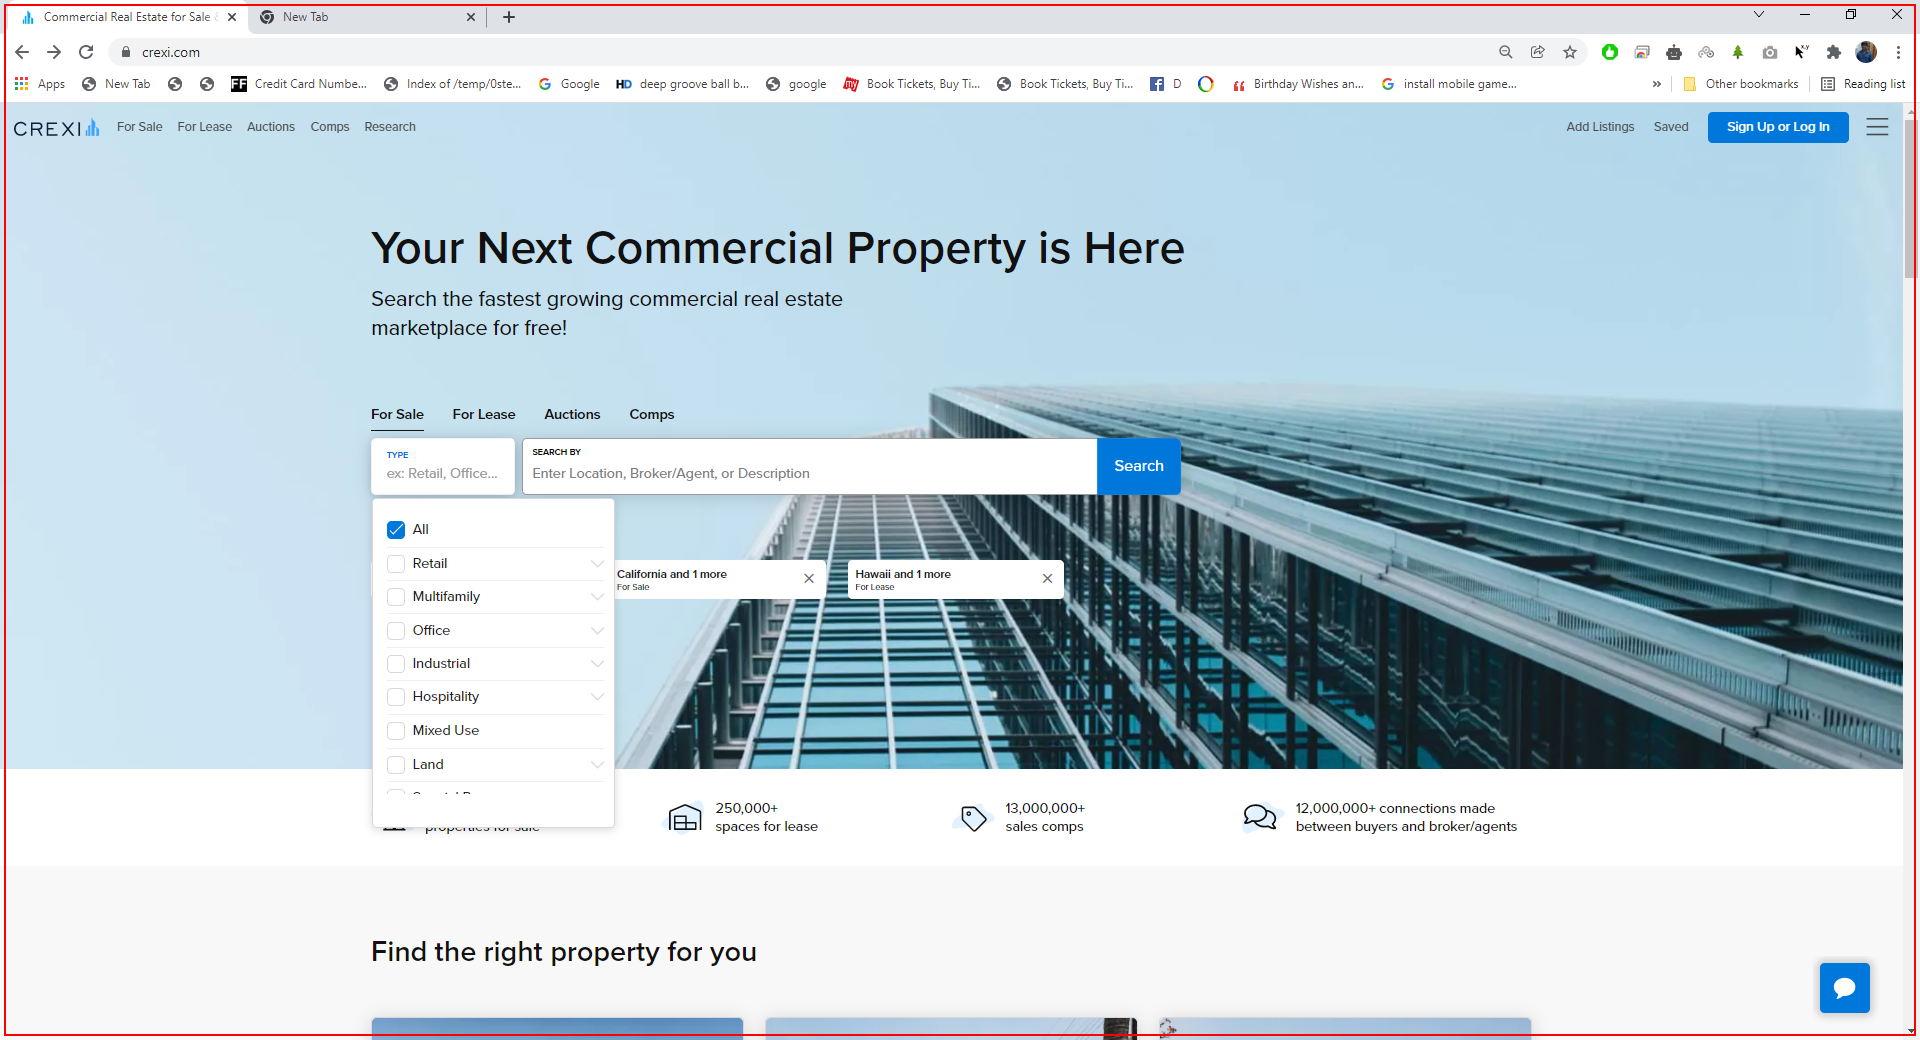 Commercial Real Estate for Sale &
New Tab
crexi.com
Apps
New Tab
Credit Card Numbe...
Index of /temp/0ste...
Google
HD
deep groove ball b...
google
Book Tickets, Buy Ti...
Book Tickets, Buy Ti...
D
Birthday Wishes an...
install mobile game...
Other bookmarks
Reading list
CREXI
For Sale
For Lease
Auctions
Comps
Research
Add Listings
Saved
Sign Up or Log In
Your Next Commercial Property is Here
Search the fastest growing commercial real estate
marketplace for free!
For Sale
For Lease
Auctions
Comps
TYPE
ex: Retail, Office...
SEARCH BY
Enter Location, Broker/Agent, or Description
Search
All
Retail
Multifamily
Office
Industrial
Hospitality
Mixed Use
Land
California and 1 more
For Sale
Hawaii and 1 more
For Lease
properties for sale
250,000+
spaces for lease
13,000,000+
sales comps
12,000,000+ connections made
between buyers and broker/agents
Find the right property for you